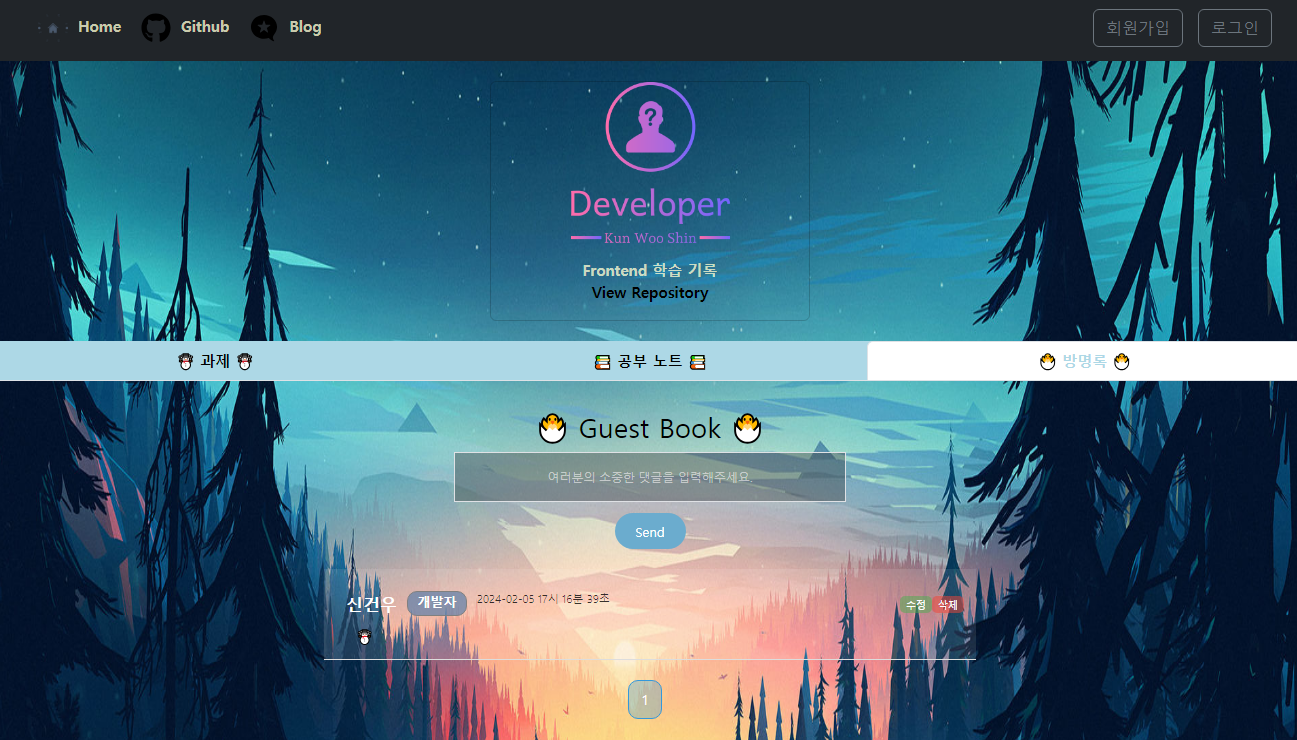 Home Github Blog 회원가입 로그인
Developer
Kun Woo Shin
Frontend 학습 기록
View Repository
과제 공부 노트 방명록
Guest Book
여러분의 소중한 댓글을 입력해주세요.
Send
신건우 개발자 2024-02-05 17시 16분 39초 수정 삭제
1